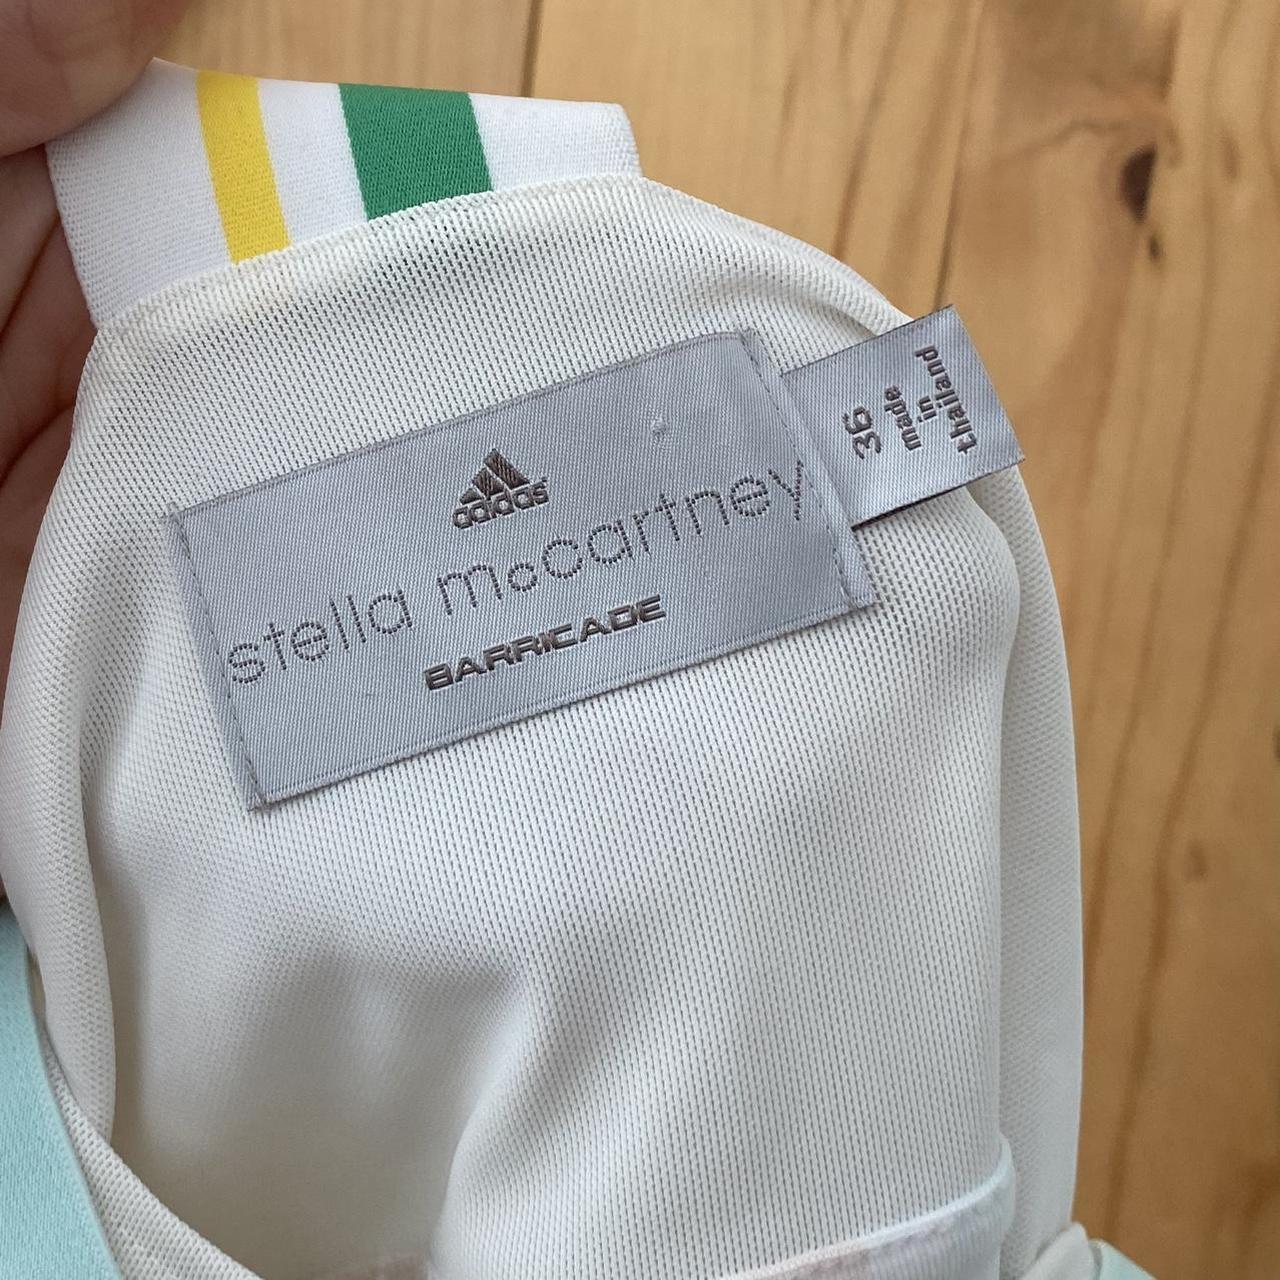 adidas
stella mccartney
BARRICADE
36
made
in
thailand